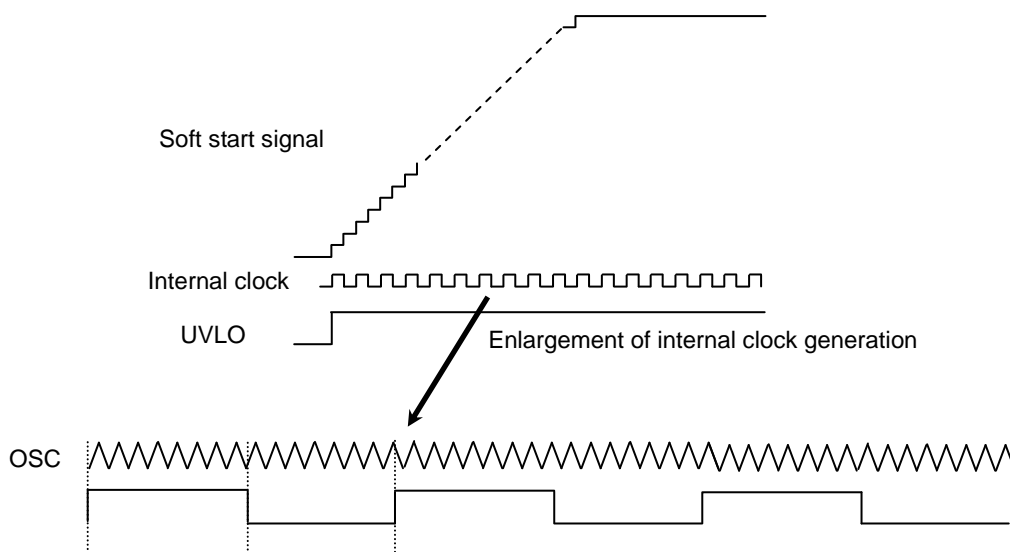 Soft start signal
Internal clock
UVLO
Enlargement of internal clock generation
OSC